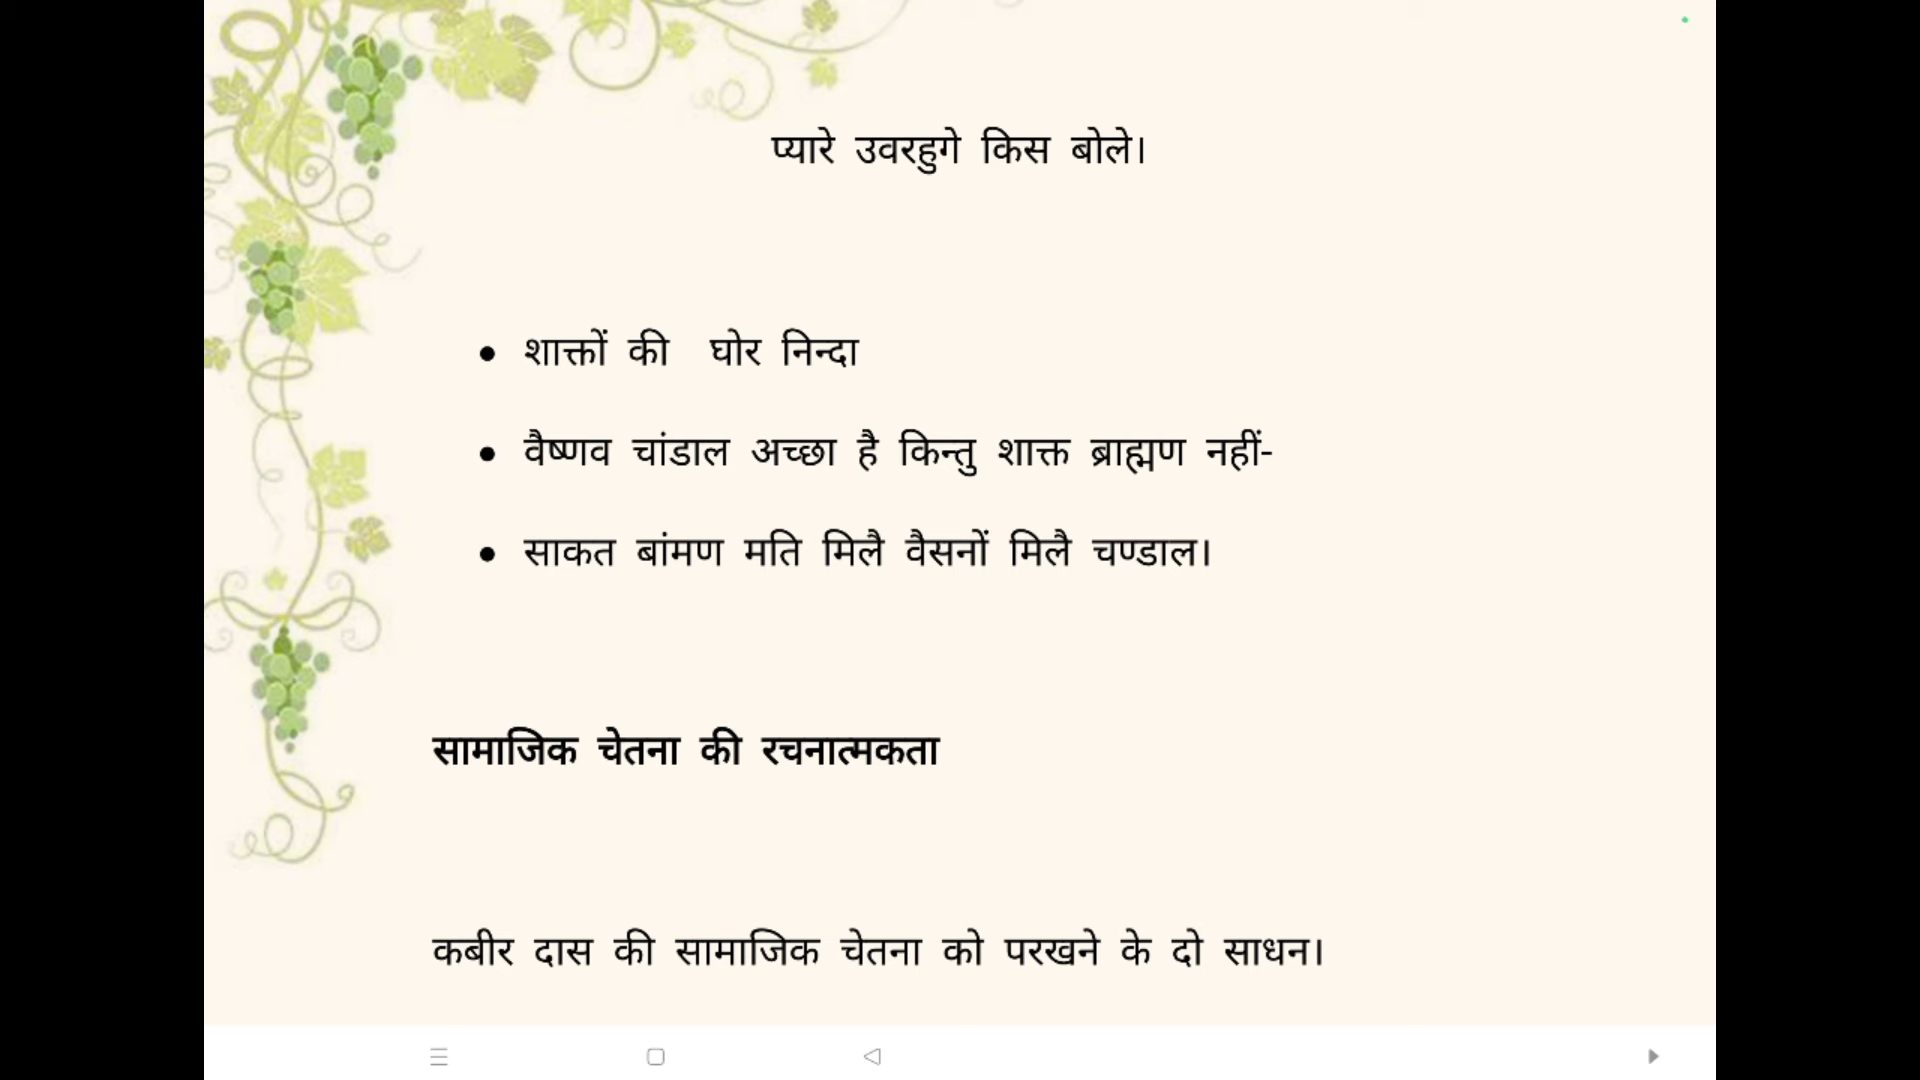 प्यारे उवरहुगे किस बोले।
शाक्तों की घोर निन्दा
वैष्णव चांडाल अच्छा है किन्तु शाक्त ब्राह्मण नहीं-
साकत बांमण मति मिलै वैसनों मिलै चण्डाल।
सामाजिक चेतना की रचनात्मकता
कबीर दास की सामाजिक चेतना को परखने के दो साधन।